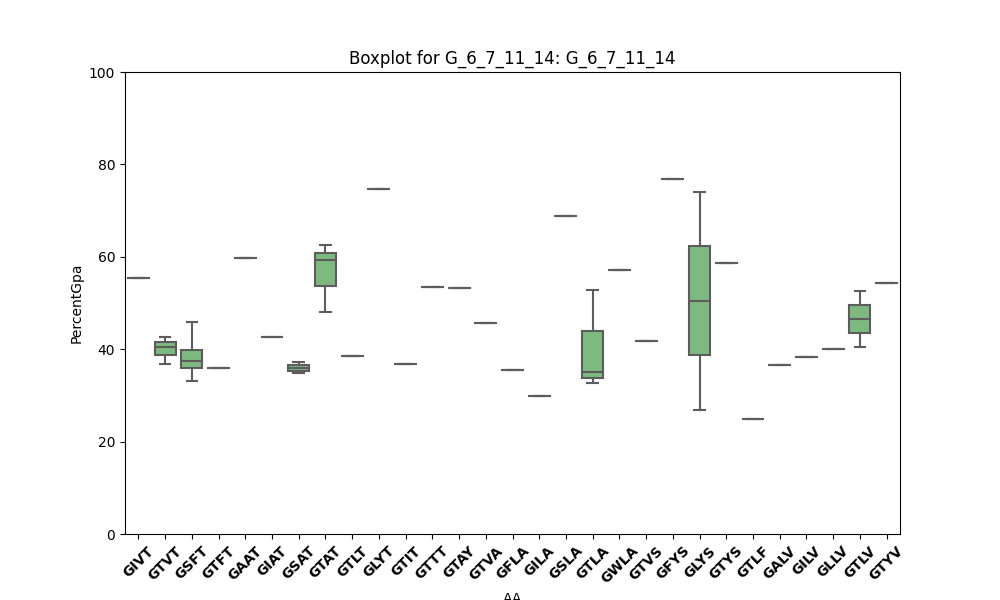 Boxplot for G_6_7_11_14: G_6_7_11_14
100
80
60
40
20
0
PercentGpa
GIVT GTVT GSFT GTFT GAAT GIAT GSAT GTAT GTLT GLYT GTIT GTTT GTAY GTVA GFLA GILA GSLA GTLA GWLA GTVS GFYS GLYS GTYS GTLF GALV GILV GLLV GTLV GTYV
AA